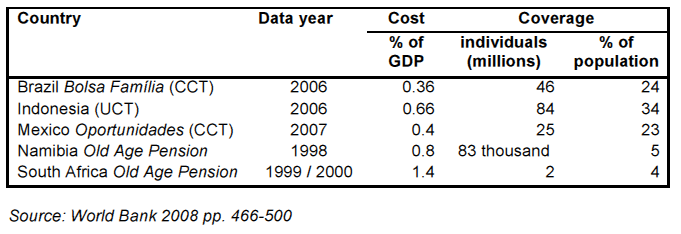 Country Data year Cost Coverage
% of individuals % of
GDP (millions) population
Brazil Bolsa Família (CCT) 2006 0.36 46 24
Indonesia (UCT) 2006 0.66 84 34
Mexico Oportunidades (CCT) 2007 0.4 25 23
Namibia Old Age Pension 1998 0.8 83 thousand 5
South Africa Old Age Pension 1999 / 2000 1.4 2 4
Source: World Bank 2008 pp. 466-500